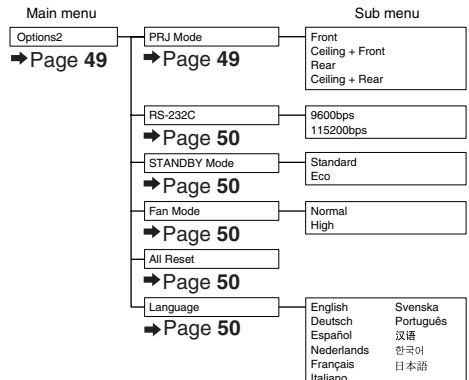 Main menu
Sub menu
Options2
➡Page 49
PRJ Mode
➡Page 49
Front
Ceiling + Front
Rear
Ceiling + Rear
RS-232C
➡Page 50
9600bps
115200bps
STANDBY Mode
➡Page 50
Standard
Eco
Fan Mode
➡Page 50
Normal
High
All Reset
➡Page 50
Language
➡Page 50
English Svenska
Deutsch Português
Español 汉语
Nederlands 한국어
Français 日本語
Italiano